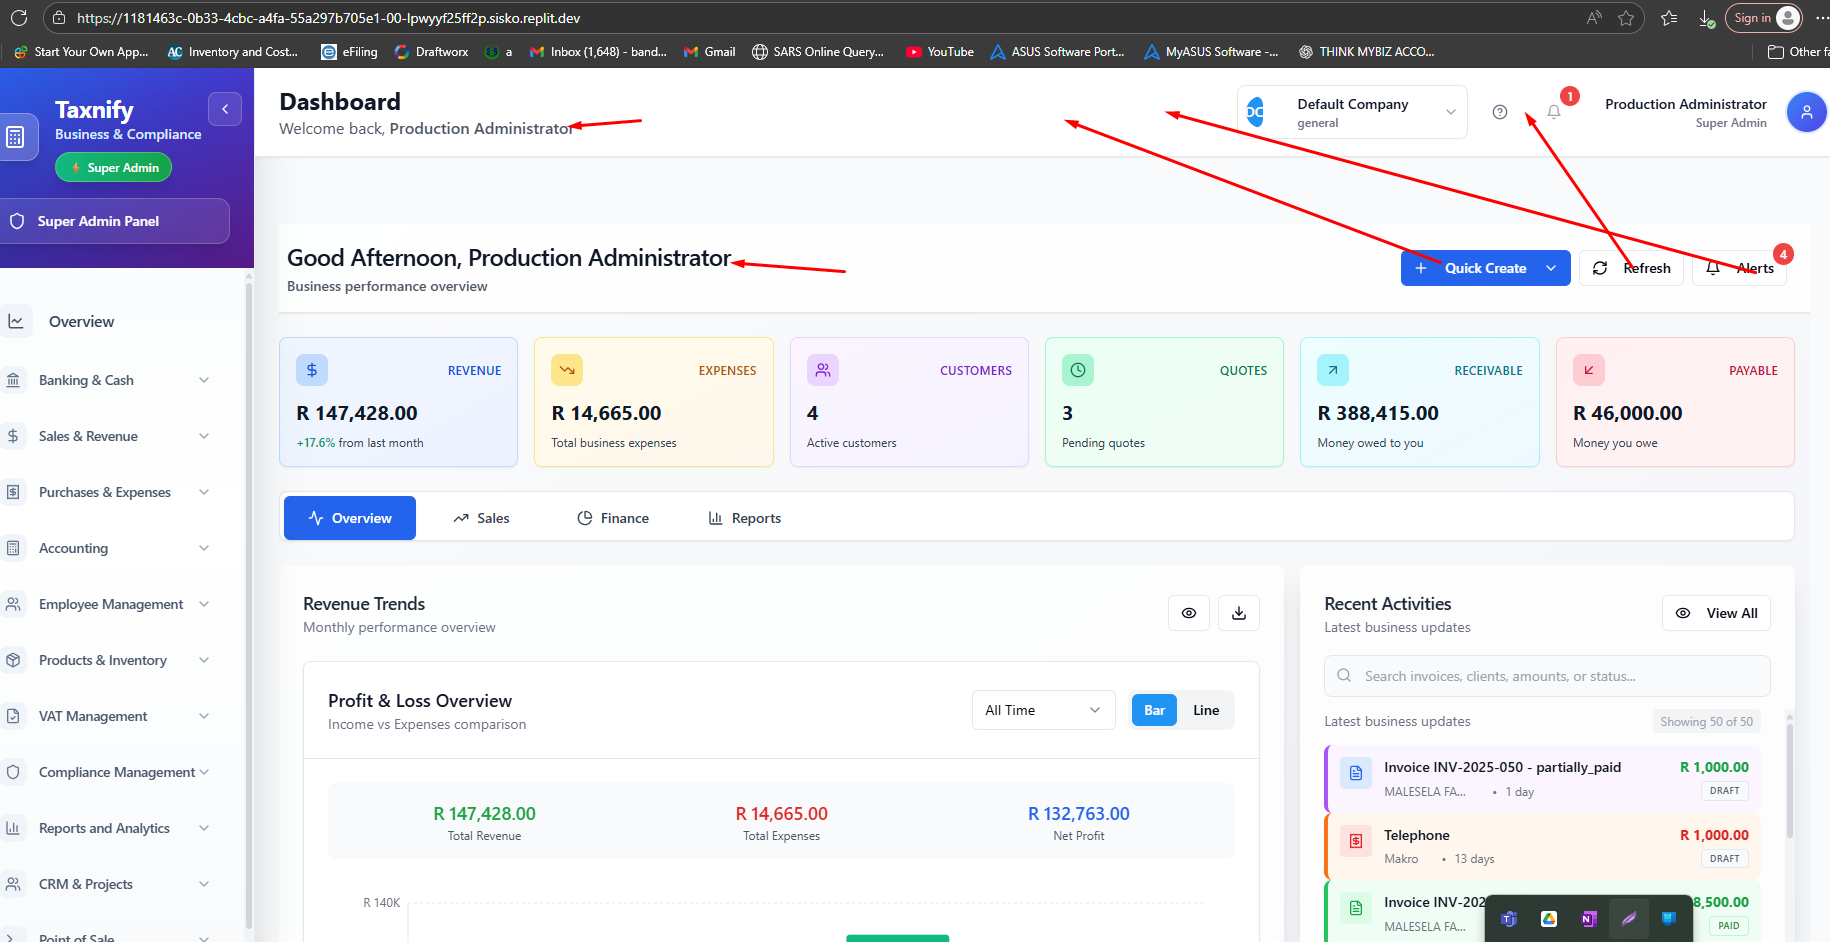 https://1181463c-0b33-4cbc-a4fa-55a297b705e1-00-lpwyyf25ff2p.sisko.replit.dev
Sign in
Start Your Own App...
AC Inventory and Cost...
eFiling
Draftworx
a
Inbox (1,648) - band...
Gmail
SARS Online Query...
YouTube
ASUS Software Port...
MyASUS Software -...
THINK MYBIZ ACCO...
Other fa
Taxnify
Business & Compliance
Super Admin
Super Admin Panel
Overview
Banking & Cash
Sales & Revenue
Purchases & Expenses
Accounting
Employee Management
Products & Inventory
VAT Management
Compliance Management
Reports and Analytics
CRM & Projects
Point of Sale
Dashboard
Welcome back, Production Administrator
DC
Default Company
general
1
Production Administrator
Super Admin
Good Afternoon, Production Administrator
Business performance overview
Quick Create
Refresh
Alerts
4
REVENUE
R 147,428.00
+17.6% from last month
EXPENSES
R 14,665.00
Total business expenses
CUSTOMERS
4
Active customers
QUOTES
3
Pending quotes
RECEIVABLE
R 388,415.00
Money owed to you
PAYABLE
R 46,000.00
Money you owe
Overview
Sales
Finance
Reports
Revenue Trends
Monthly performance overview
Profit & Loss Overview
Income vs Expenses comparison
All Time
Bar
Line
R 147,428.00
Total Revenue
R 14,665.00
Total Expenses
R 132,763.00
Net Profit
R 140K
Recent Activities
Latest business updates
View All
Search invoices, clients, amounts, or status...
Latest business updates
Showing 50 of 50
Invoice INV-2025-050 - partially_paid
R 1,000.00
MALESELA FA...
• 1 day
DRAFT
Telephone
R 1,000.00
Makro
• 13 days
DRAFT
Invoice INV-202
8,500.00
MALESELA FA...
PAID